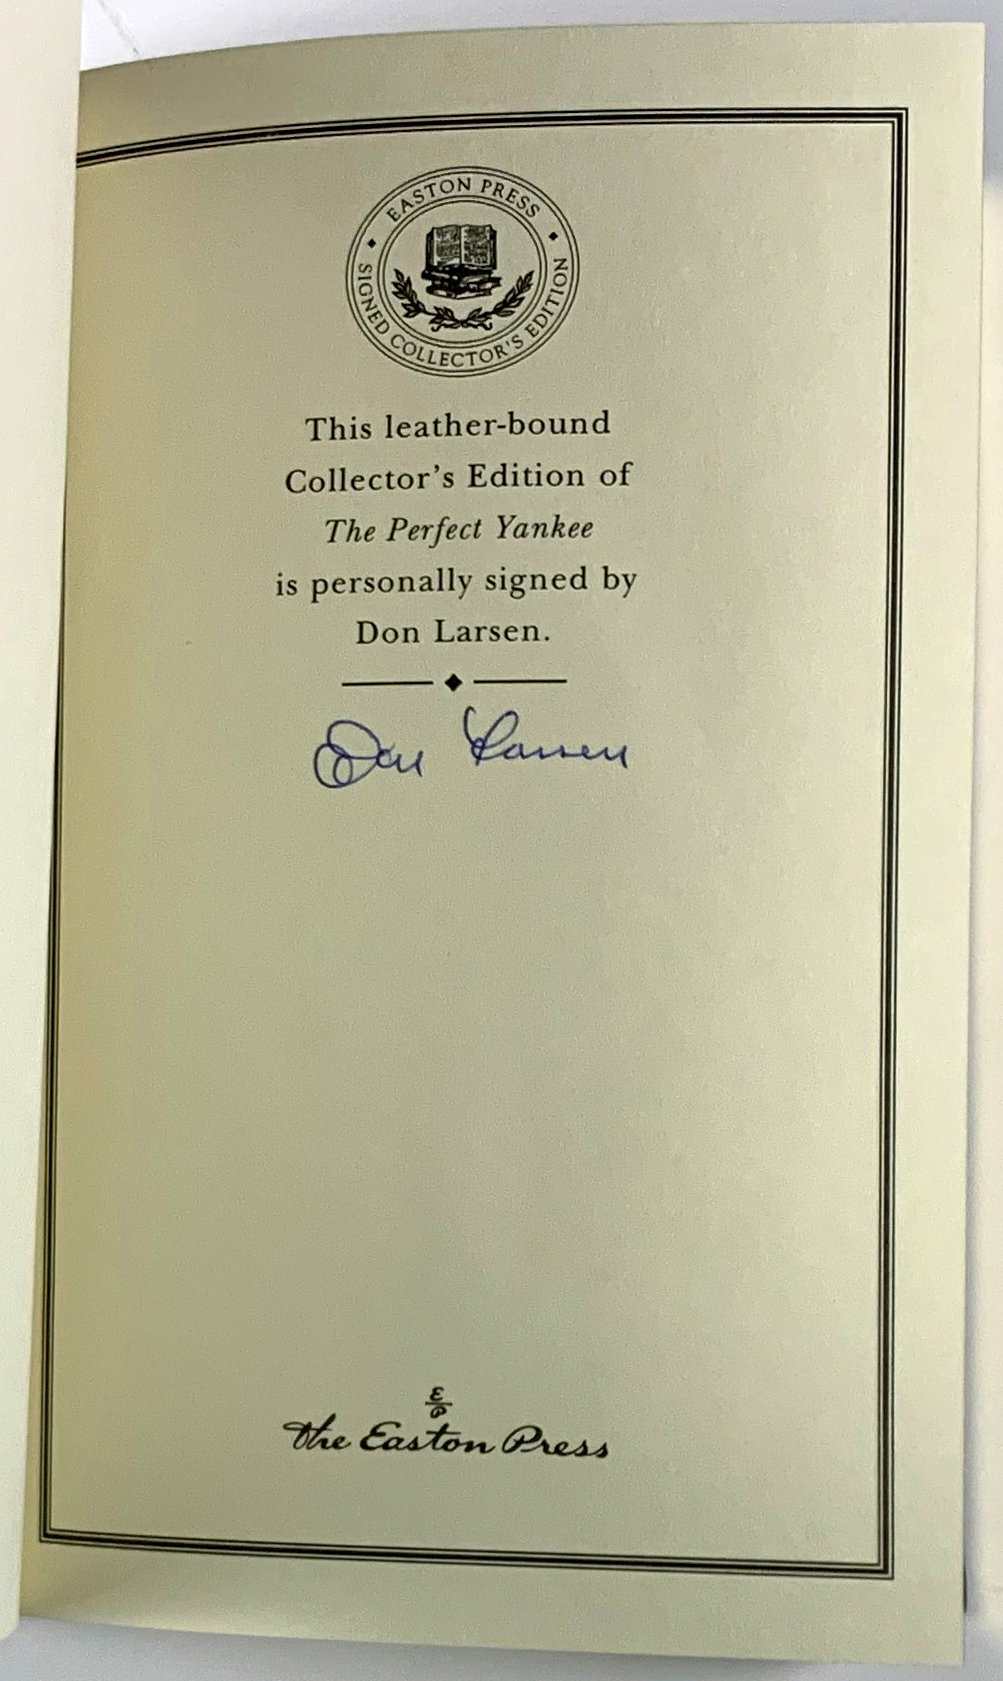 EASTON PRESS
SIGNED COLLECTOR'S EDITION
This leather-bound
Collector's Edition of
The Perfect Yankee
is personally signed by
Don Larsen.
Don Larsen
E
P
The Easton Press